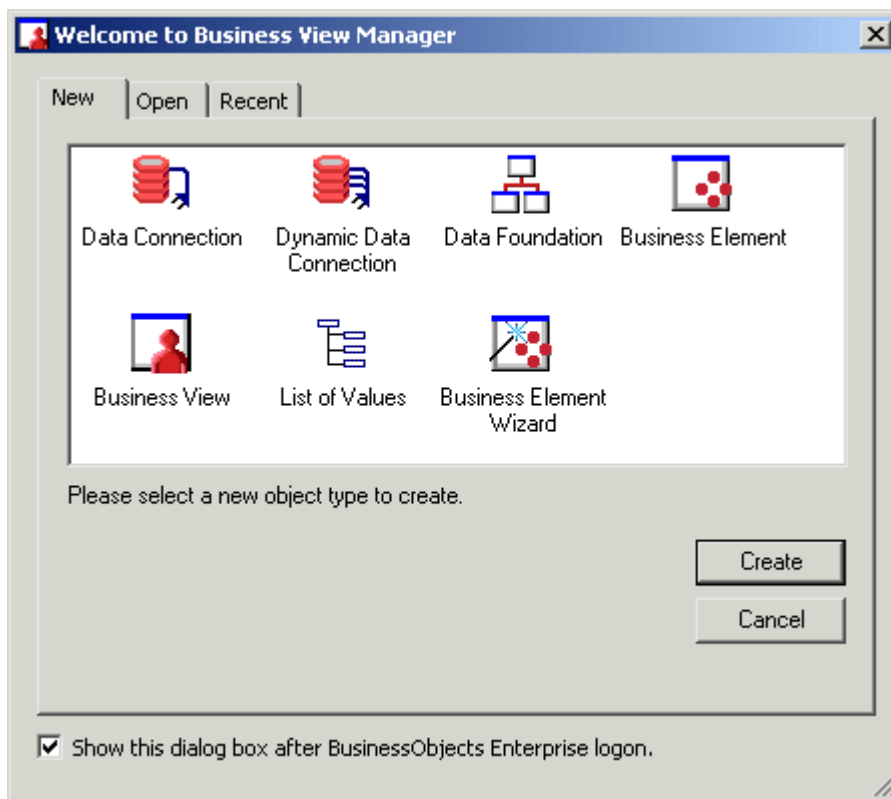 Welcome to Business View Manager
New Open Recent
Data Connection Dynamic Data Connection Data Foundation Business Element
Business View List of Values Business Element Wizard
Please select a new object type to create.
Create
Cancel
Show this dialog box after BusinessObjects Enterprise logon.